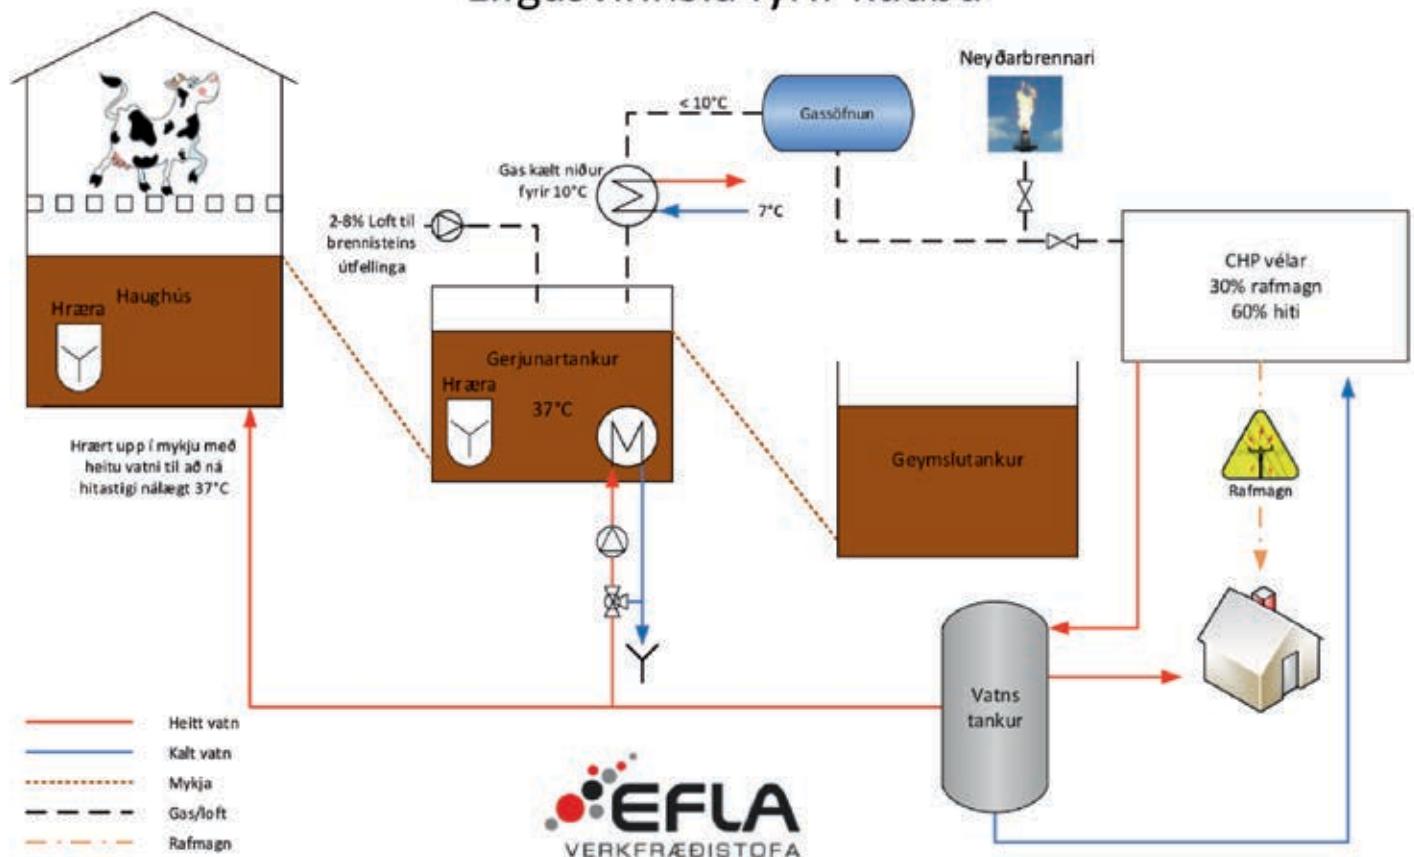 Neyðarbrennari
< 10°C
Gassöfnun
Gas kælt niður
fyrir 10°C
7°C
2-8% Loft til
brennisteins
útfellinga
CHP vélar
30% rafmagn
60% hiti
Haughús
Hræra
Gerjunartankur
Hræra
37°C
Geymslutankur
Rafmagn
Hrært upp í mykju með
heitu vatni til að ná
hitastigi nálægt 37°C
Vatns
tankur
Heitt vatn
Kalt vatn
Mykja
Gas/loft
Rafmagn
EFLA
VERKFRÆÐISTOFA